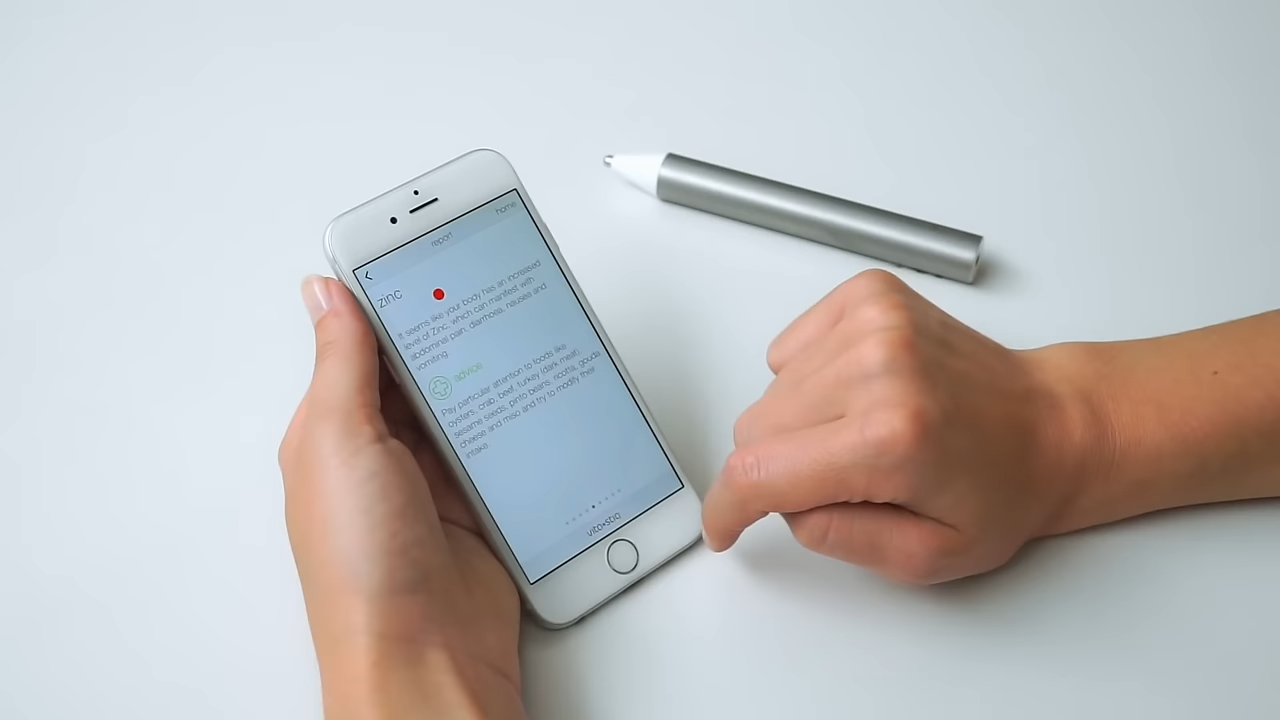 home
report
zinc
It seems like your body has an increased
level of Zinc, which can manifest with
abdominal pain, diarrhoea, nausea and
vomiting
advice
Pay particular attention to foods like
oysters, crab, beef, turkey (dark meat),
sesame seeds, pinto beans, ricotta, gouda
cheese and miso and try to modify their
intake
vitastiq